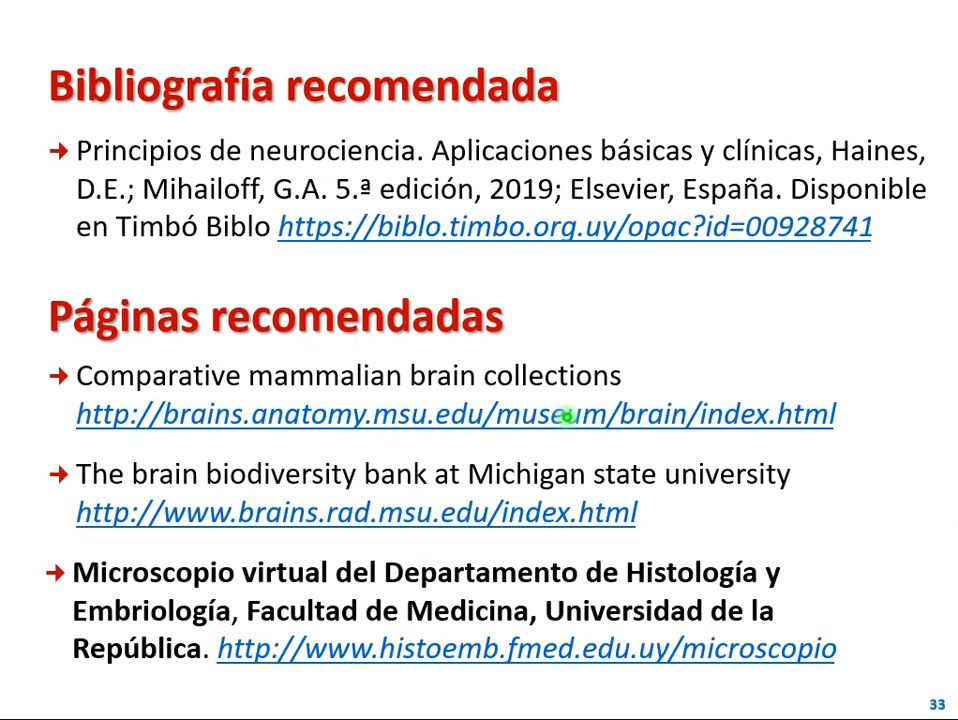 Bibliografía recomendada
Principios de neurociencia. Aplicaciones básicas y clínicas, Haines,
D.E.; Mihailoff, G.A. 5.ª edición, 2019; Elsevier, España. Disponible
en Timbó Biblo https://biblo.timbo.org.uy/opac?id=00928741
Páginas recomendadas
Comparative mammalian brain collections
http://brains.anatomy.msu.edu/museum/brain/index.html
The brain biodiversity bank at Michigan state university
http://www.brains.rad.msu.edu/index.html
Microscopio virtual del Departamento de Histología y
Embriología, Facultad de Medicina, Universidad de la
República. http://www.histoemb.fmed.edu.uy/microscopio
33